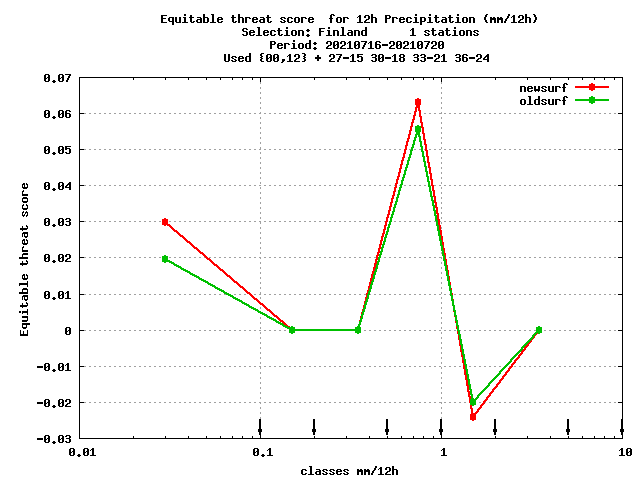 Equitable threat score  for 12h Precipitation (mm/12h)
Selection: Finland      1 stations
Period: 20210716-20210720
Used {00,12} + 27-15 30-18 33-21 36-24
newsurf
oldsurf
Equitable threat score
0.07
0.06
0.05
0.04
0.03
0.02
0.01
0
-0.01
-0.02
-0.03
0.01
0.1
1
10
classes mm/12h